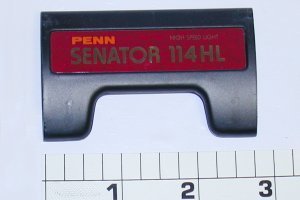 PENN HIGH SPEED LIGHT
SENATOR 114HL
1 2 3